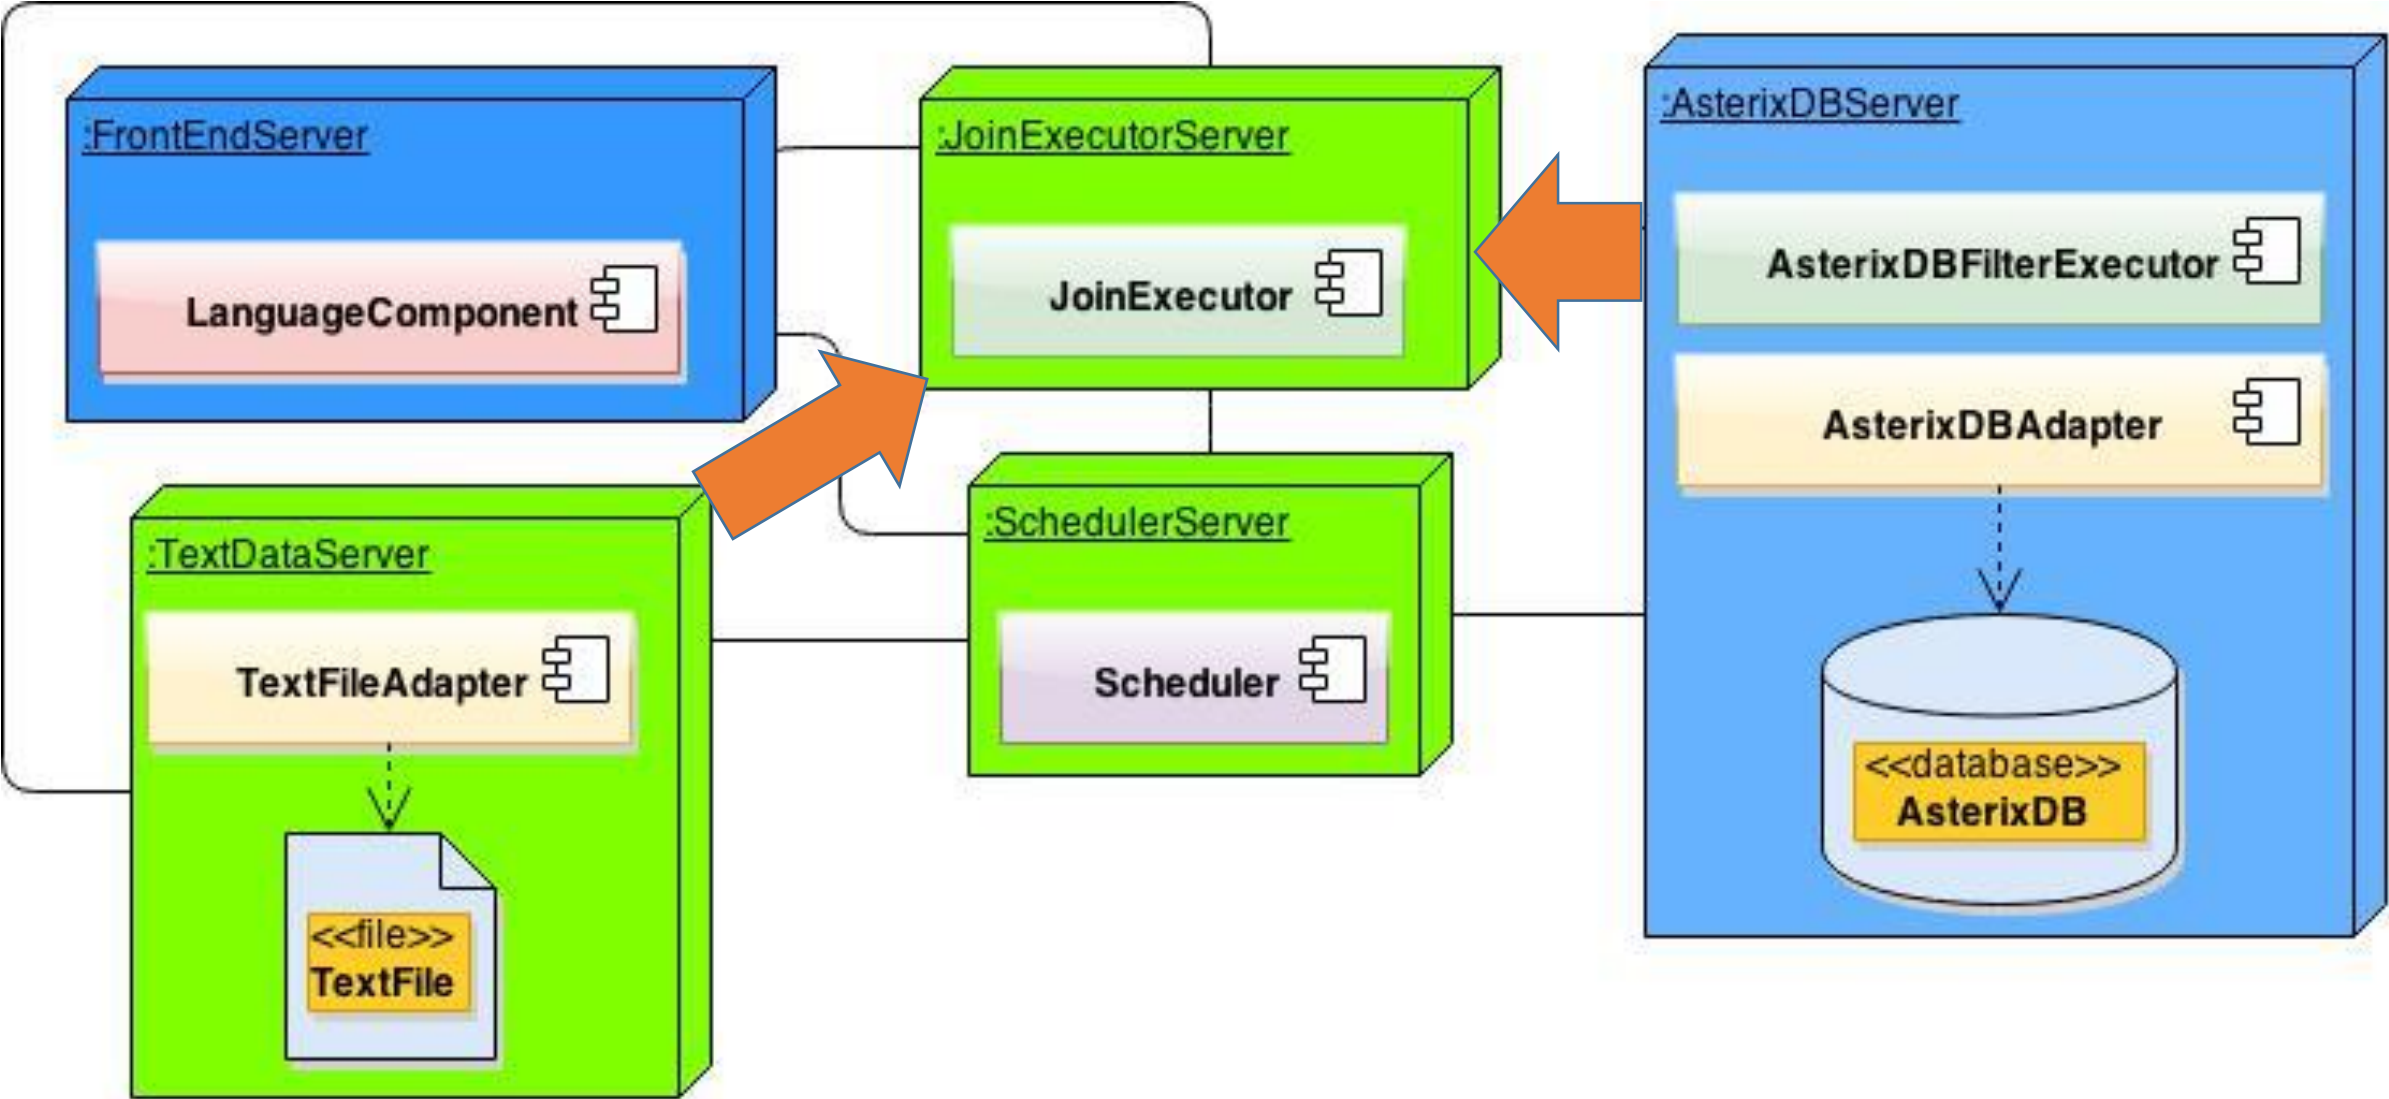 :FrontEndServer
LanguageComponent
:JoinExecutorServer
JoinExecutor
:AsterixDBServer
AsterixDBFilterExecutor
AsterixDBAdapter
<<database>>
AsterixDB
:TextDataServer
TextFileAdapter
<<file>>
TextFile
:SchedulerServer
Scheduler